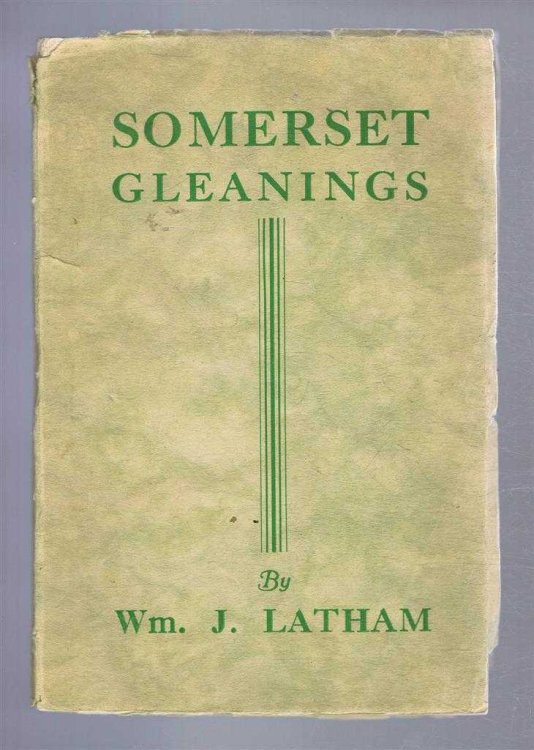 SOMERSET
GLEANINGS
By
Wm. J. LATHAM